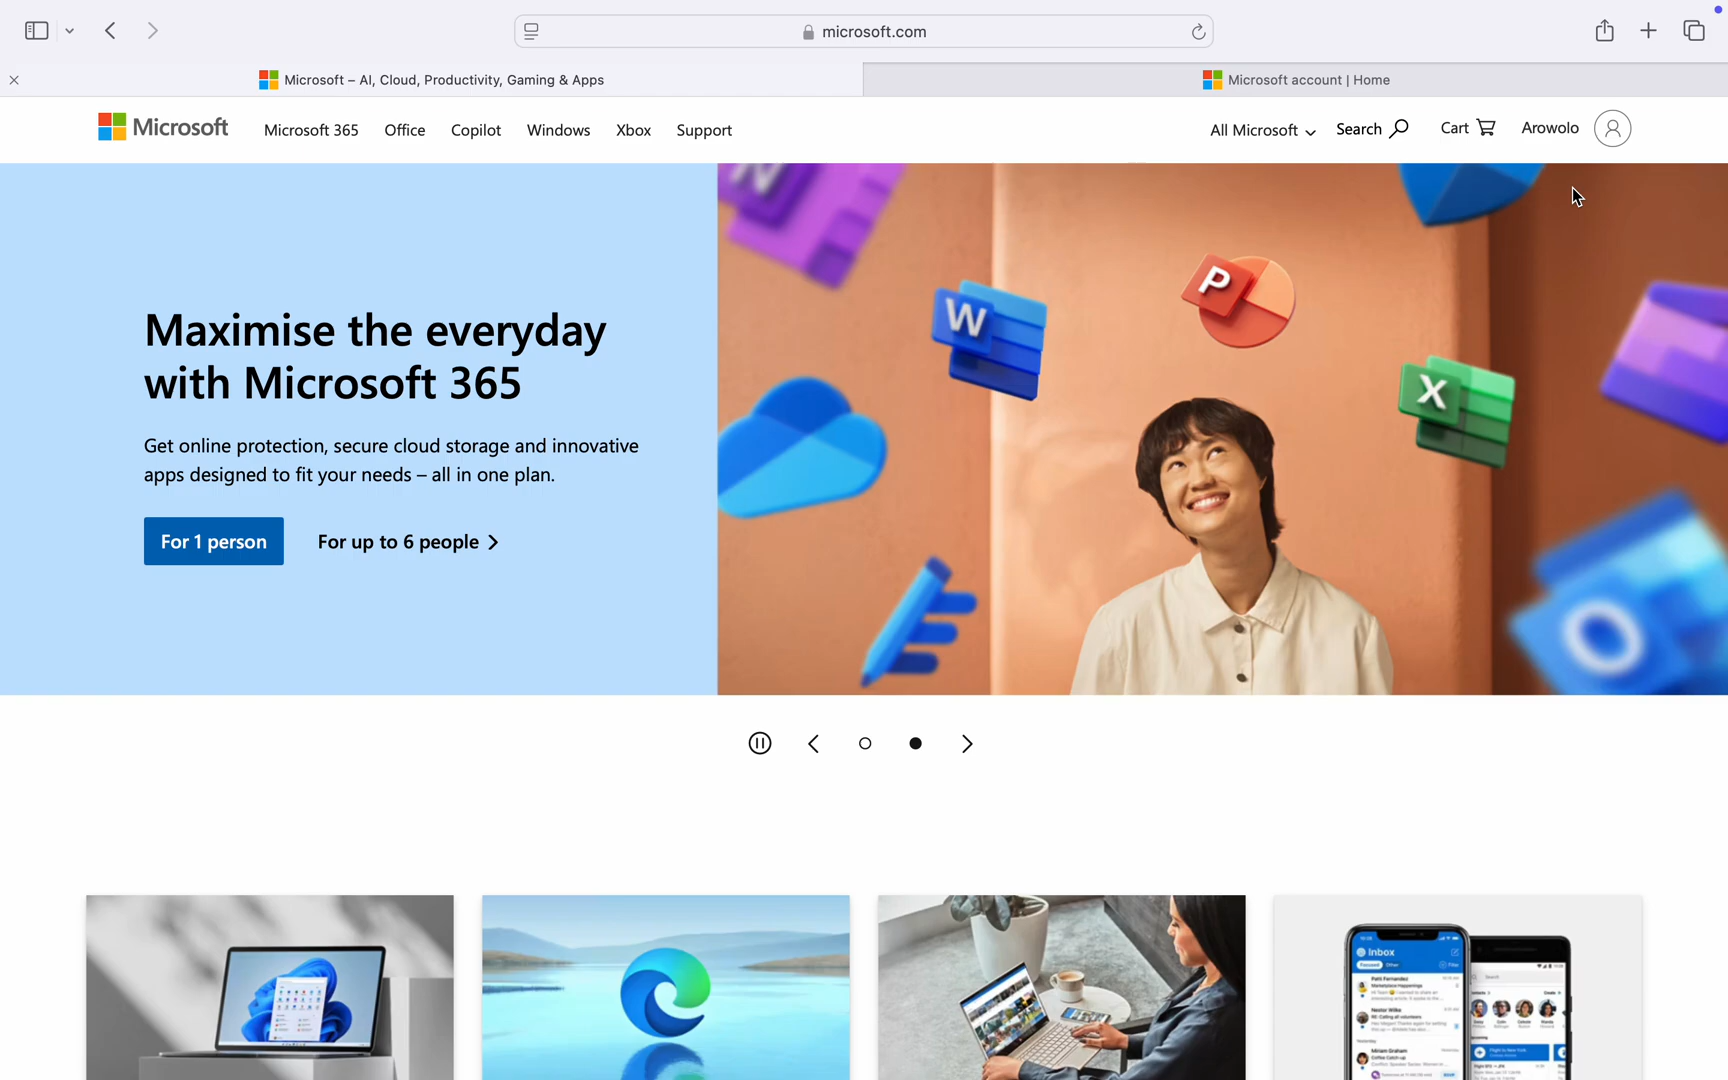 microsoft.com
Microsoft – AI, Cloud, Productivity, Gaming & Apps
Microsoft account | Home
Microsoft
Microsoft 365
Office
Copilot
Windows
Xbox
Support
All Microsoft
Search
Cart
Arowolo
Maximise the everyday
with Microsoft 365
Get online protection, secure cloud storage and innovative
apps designed to fit your needs – all in one plan.
For 1 person
For up to 6 people
N
W
P
X
O
Inbox